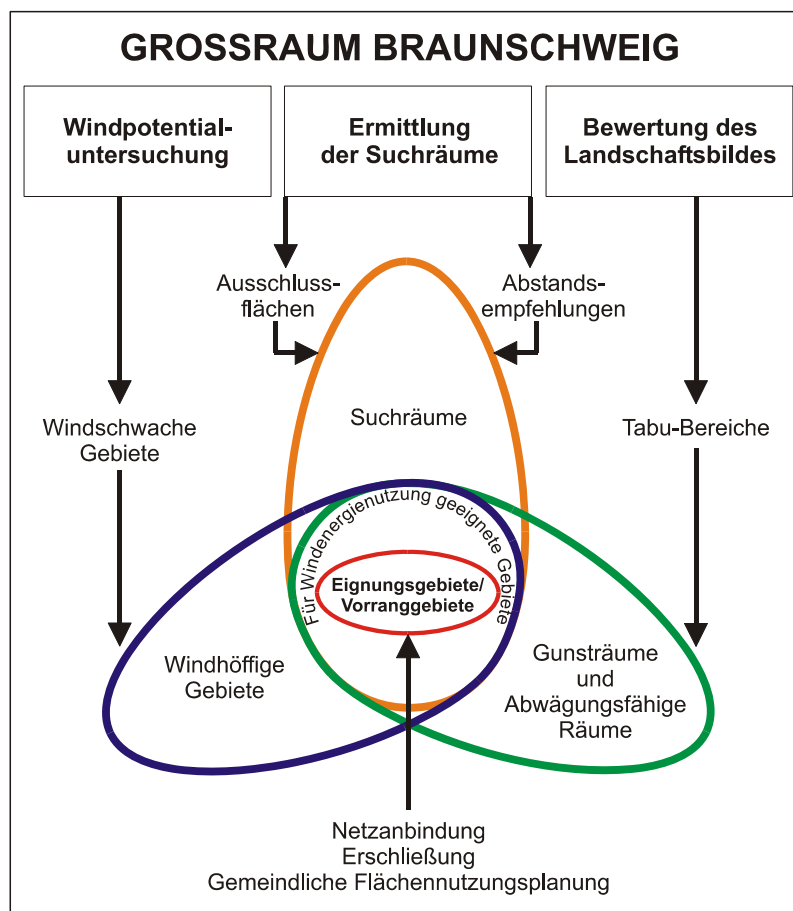 GROSSRAUM BRAUNSCHWEIG
Windpotential-
untersuchung
Ermittlung
der Suchräume
Bewertung des
Landschaftsbildes
Ausschluss-
flächen
Abstands-
empfehlungen
Suchräume
Windschwache
Gebiete
Tabu-Bereiche
Für Windenergienutzung geeignete Gebiete
Eignungsgebiete/
Vorranggebiete
Windhöffige
Gebiete
Gunsträume
und
Abwägungsfähige
Räume
Netzanbindung
Erschließung
Gemeindliche Flächennutzungsplanung